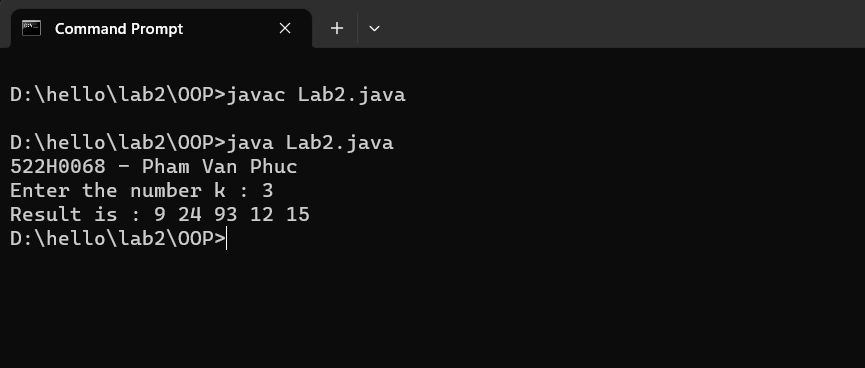 Command Prompt
D:\hello\lab2\OOP>javac Lab2.java
D:\hello\lab2\OOP>java Lab2.java
522H0068 - Pham Van Phuc
Enter the number k : 3
Result is : 9 24 93 12 15
D:\hello\lab2\OOP>